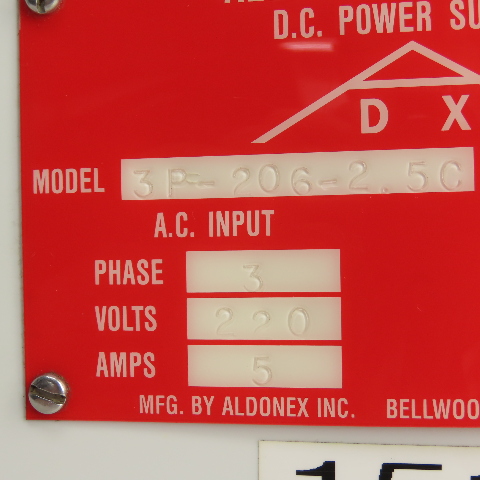 D.C. POWER SU
D X
MODEL 3P-206-2.5C
A.C. INPUT
PHASE 3
VOLTS 220
AMPS 5
MFG. BY ALDONEX INC. BELLWOO